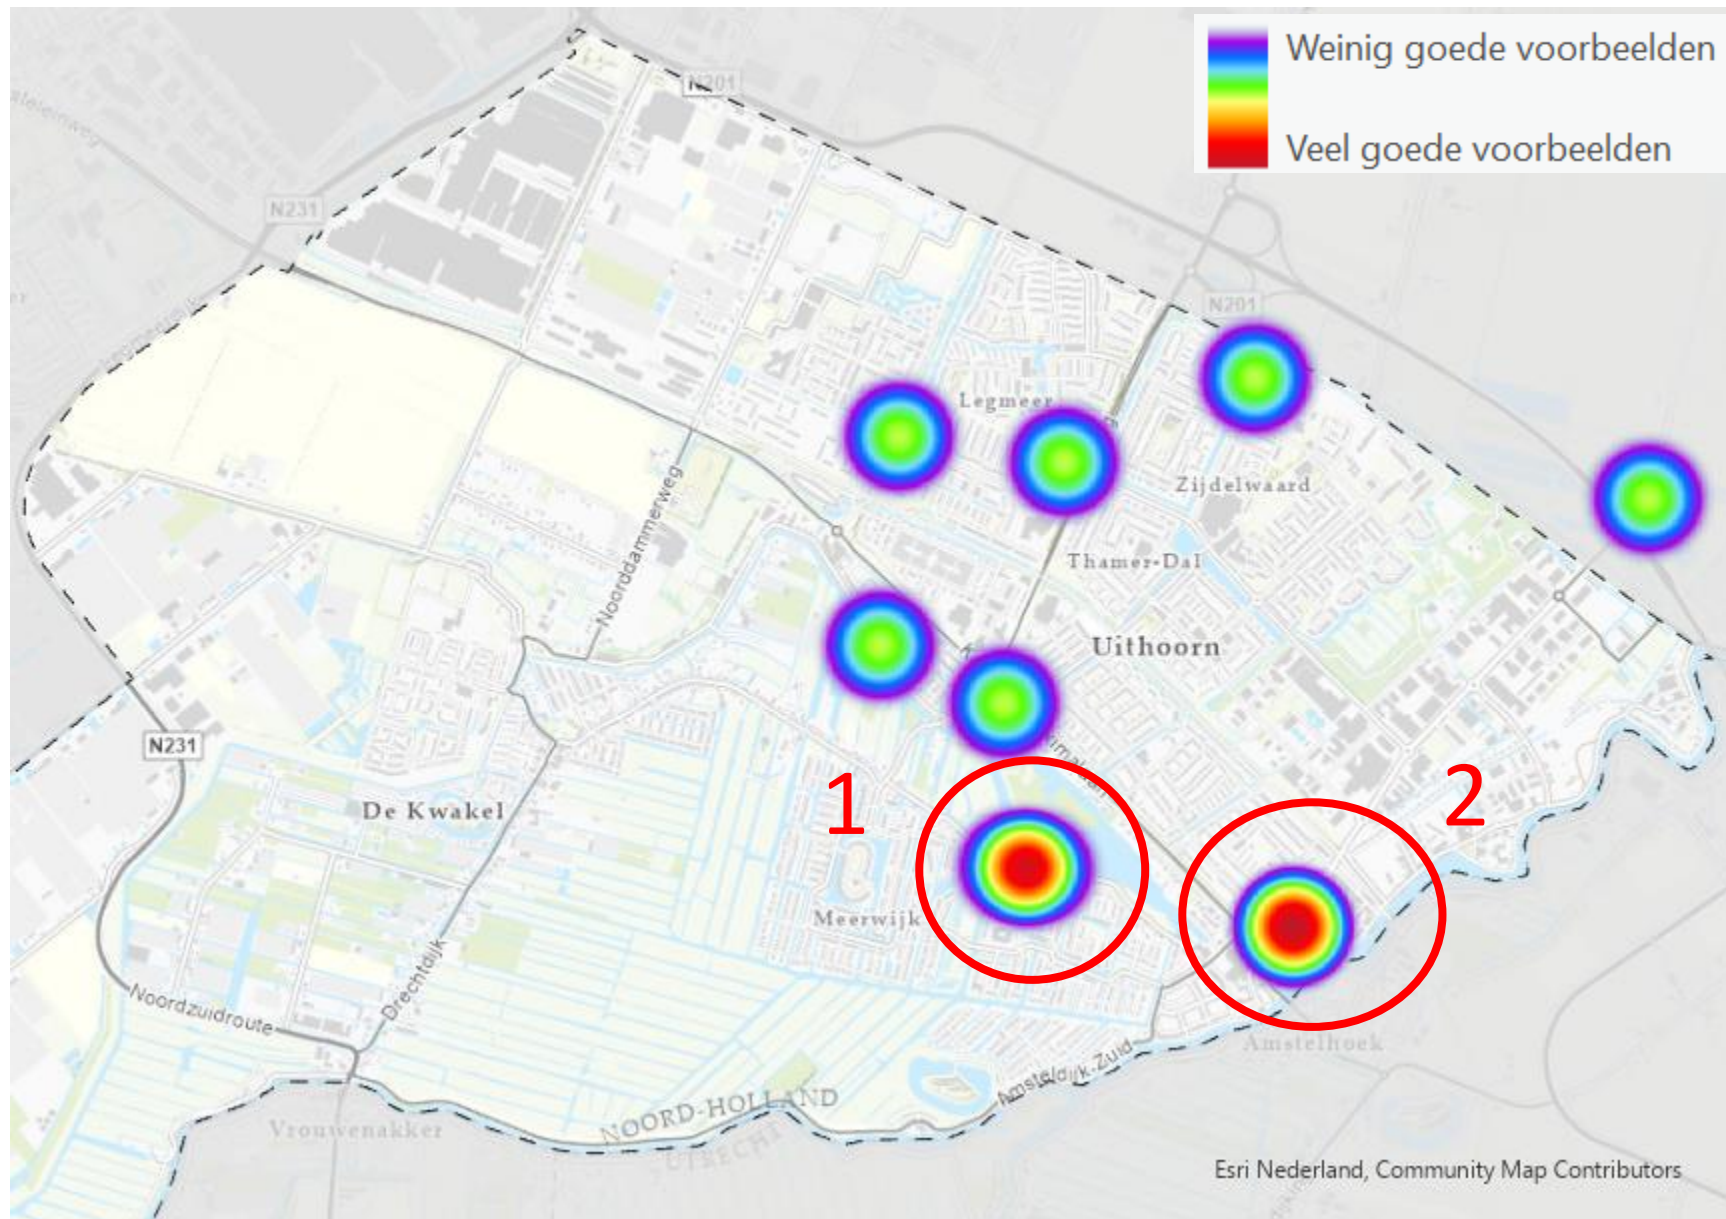 Weinig goede voorbeelden
Veel goede voorbeelden
N201
N231
N201
Legmeer
Zijdelwaard
Noorddammerweg
Thamer-Dal
Uithoorn
N231
De Kwakel
1
2
Meerwijk
Drechtdijk
Noordzuidroute
Amstelhoek
Amsteldijk-Zuid
NOORD-HOLLAND
UTRECHT
Vrouwenakker
Esri Nederland, Community Map Contributors